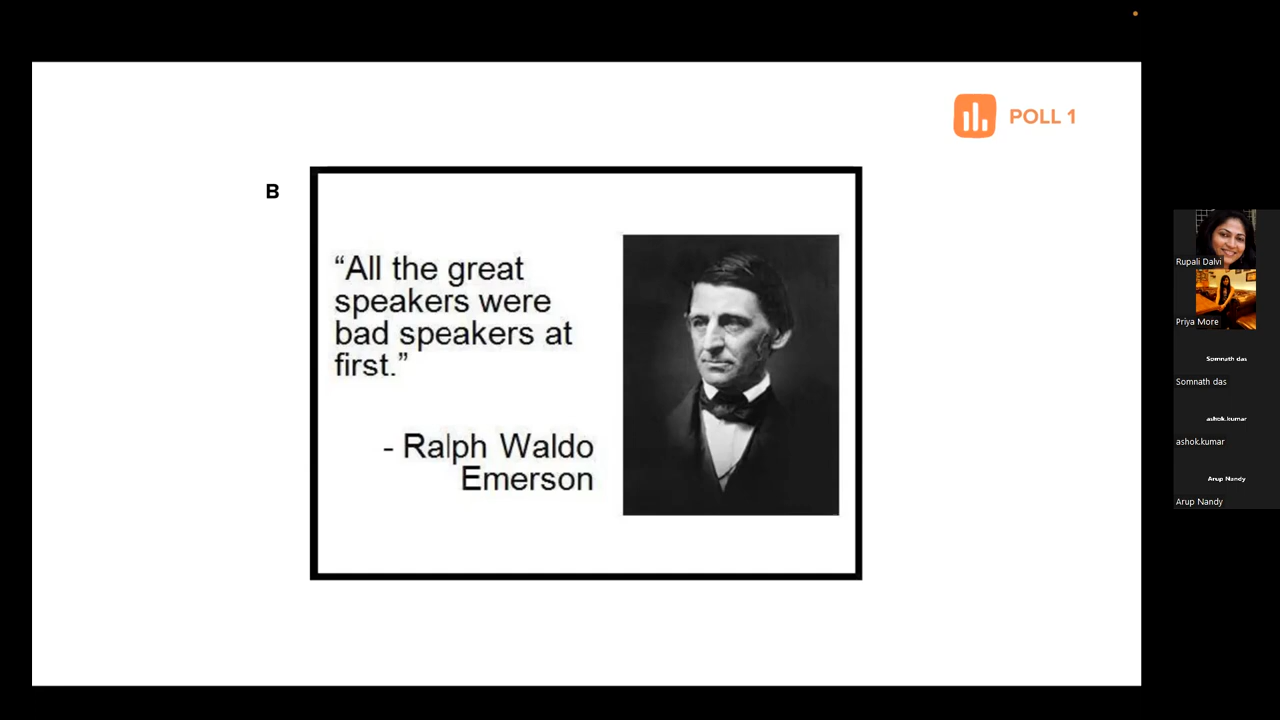 POLL 1
B
“All the great
speakers were
bad speakers at
first.”
- Ralph Waldo
Emerson
Rupali Dalvi
Priya More
Somnath das
Somnath das
ashok.kumar
ashok.kumar
Arup Nandy
Arup Nandy